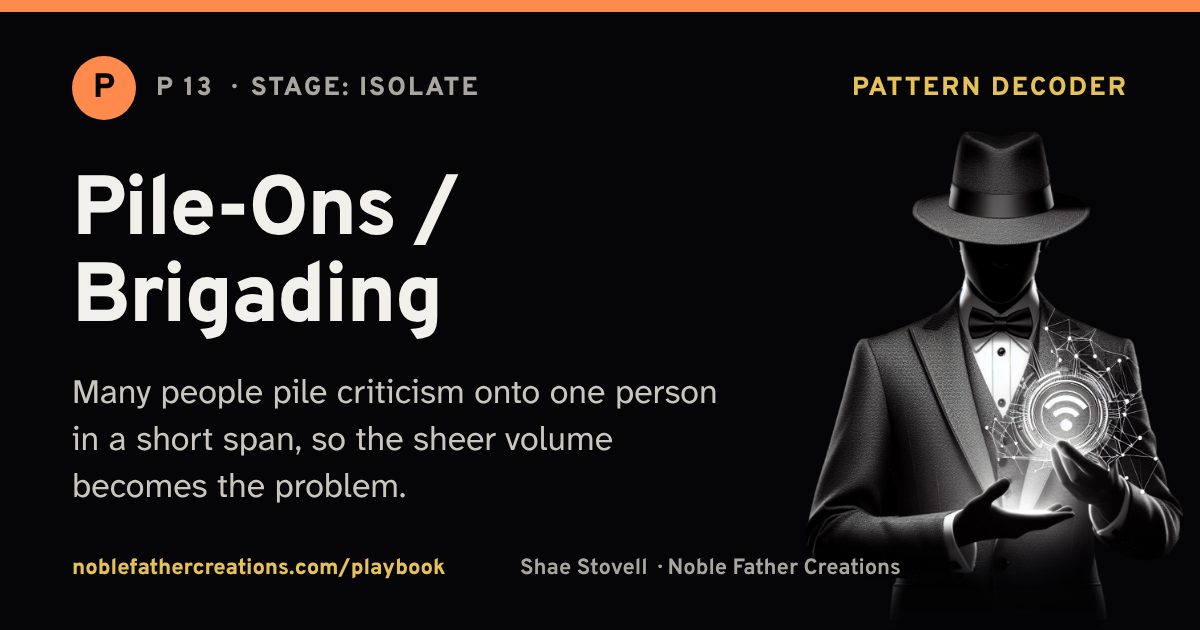 P
P 13 · STAGE: ISOLATE
PATTERN DECODER
Pile-Ons /
Brigading
Many people pile criticism onto one person
in a short span, so the sheer volume
becomes the problem.
noblefathercreations.com/playbook
Shae Stovell · Noble Father Creations